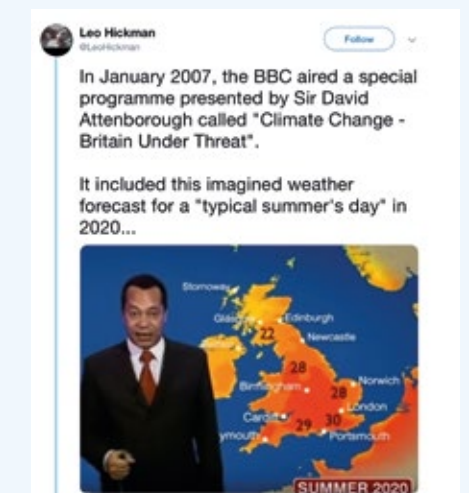 Leo Hickman
@LeoHickman
Follow
In January 2007, the BBC aired a special
programme presented by Sir David
Attenborough called "Climate Change -
Britain Under Threat".
It included this imagined weather
forecast for a "typical summer's day" in
2020...
Stornoway
Edinburgh
22
Newcastle
28
Birmingham
Norwich
28
London
Cardiff
29 30
ymouth
Portsmouth
SUMMER 2020